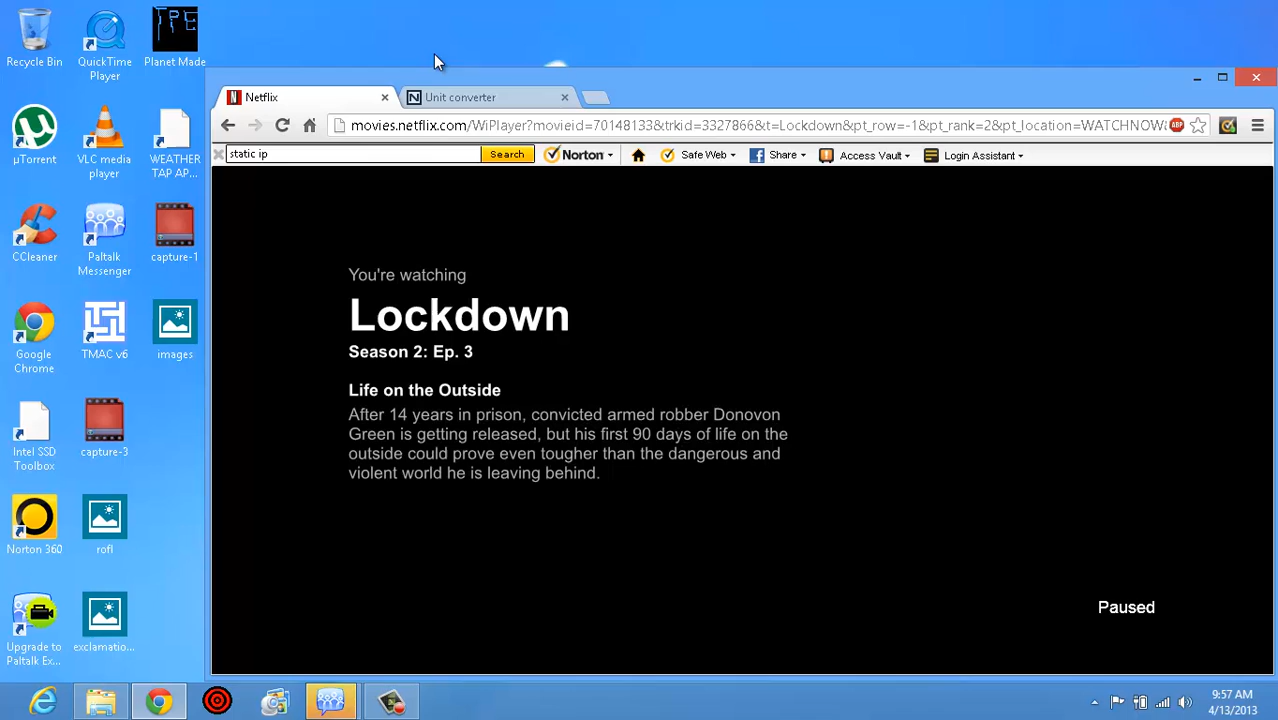 Recycle Bin
QuickTime
Player
TPE
Planet Made
µTorrent
VLC media
player
WEATHER
TAP AP...
CCleaner
Paltalk
Messenger
capture-1
Google
Chrome
TMAC v6
images
Intel SSD
Toolbox
capture-3
Norton 360
rofl
Upgrade to
Paltalk Ex...
exclamatio...
Netflix
Unit converter
movies.netflix.com/WiPlayer?movieid=70148133&trkid=3327866&t=Lockdown&pt_row=-1&pt_rank=2&pt_location=WATCHNOW
ABP
static ip
Search
Norton
Safe Web
Share
Access Vault
Login Assistant
You're watching
Lockdown
Season 2: Ep. 3
Life on the Outside
After 14 years in prison, convicted armed robber Donovon
Green is getting released, but his first 90 days of life on the
outside could prove even tougher than the dangerous and
violent world he is leaving behind.
Paused
9:57 AM
4/13/2013